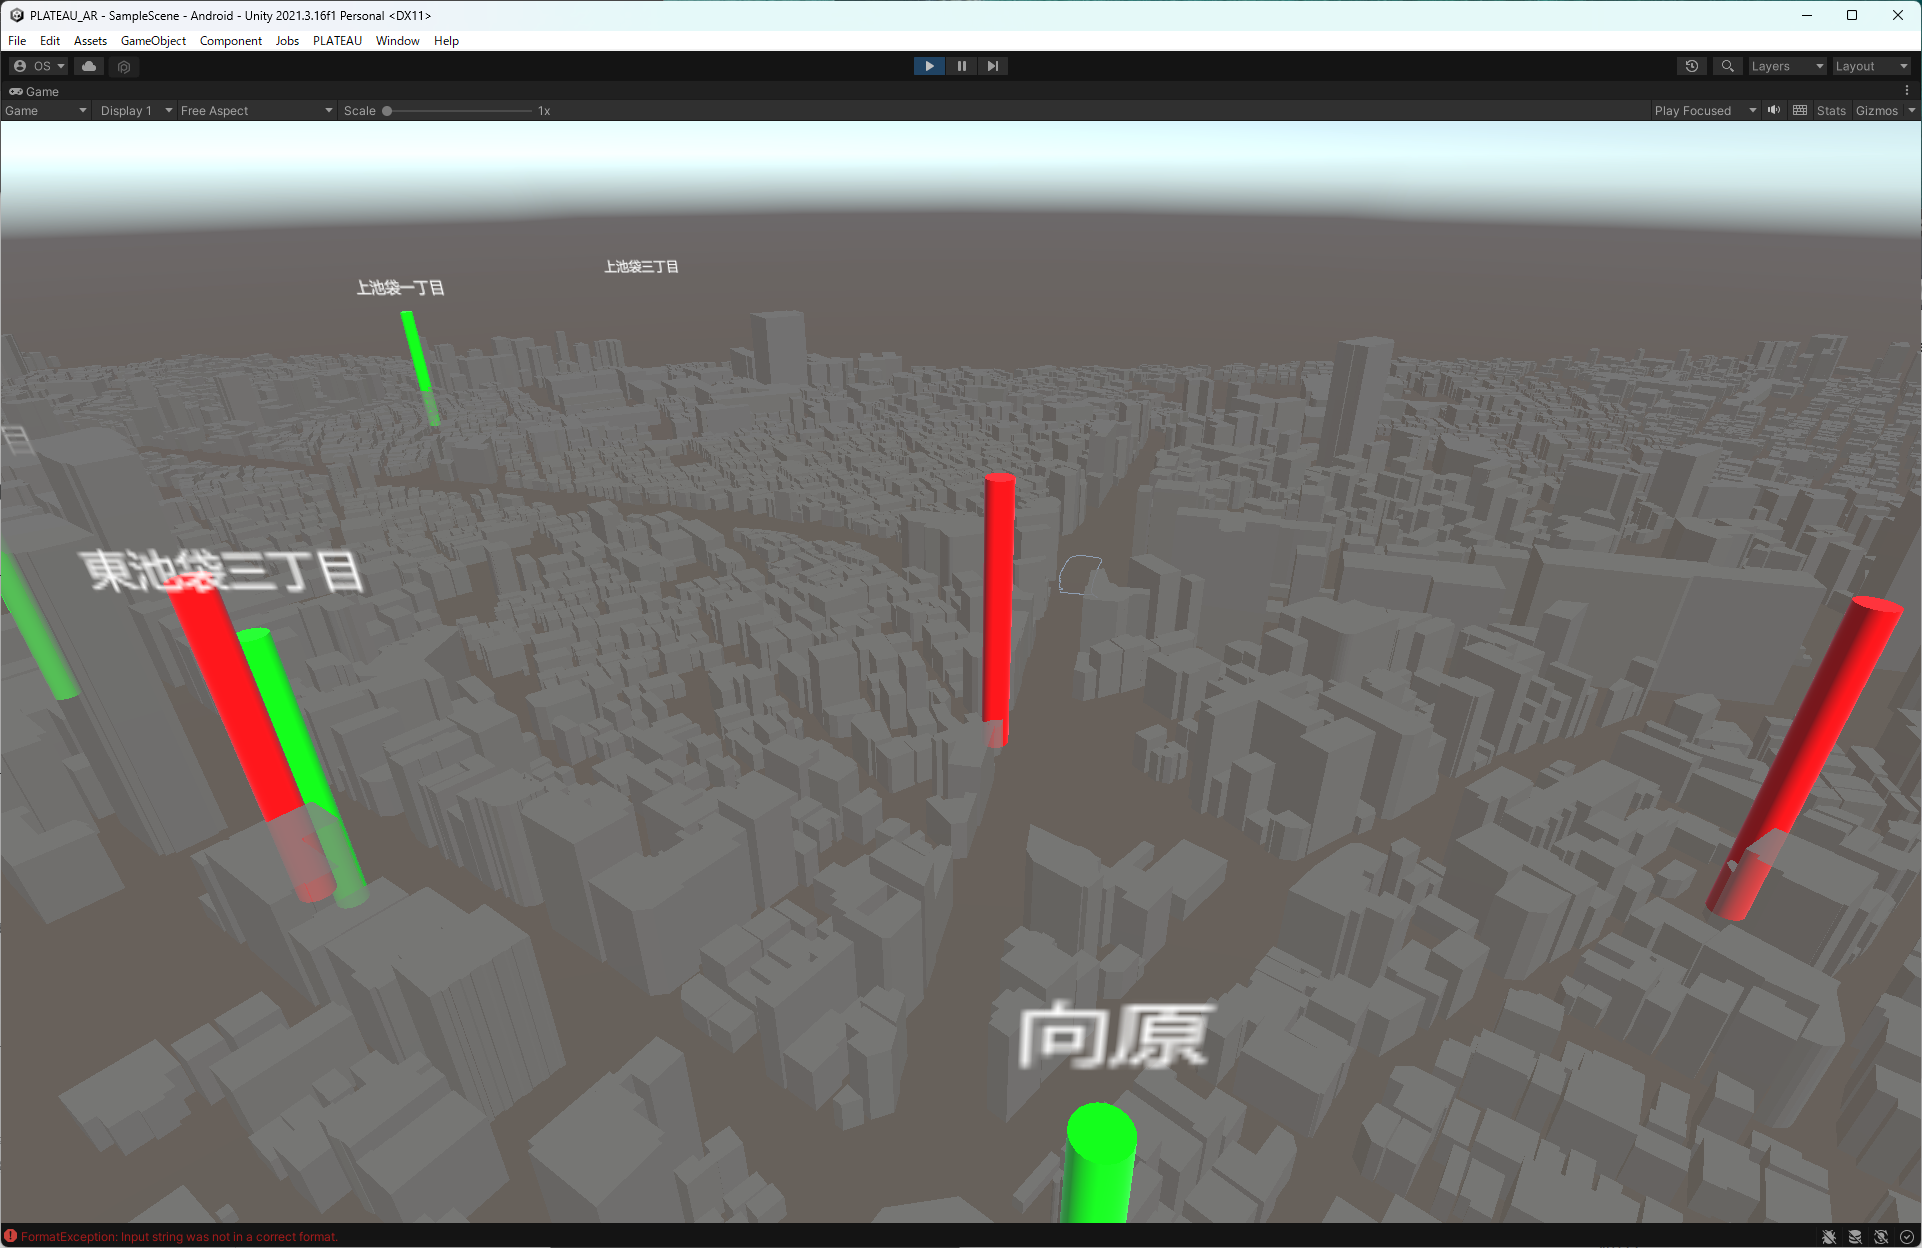 PLATEAU_AR - SampleScene - Android - Unity 2021.3.16f1 Personal <DX11>
File Edit Assets GameObject Component Jobs PLATEAU Window Help
OS Layers Layout
Game
Game Display 1 Free Aspect Scale 1x Play Focused Stats Gizmos
上池袋三丁目
上池袋一丁目
目
東池袋三丁目
向原
FormatException: Input string was not in a correct format.